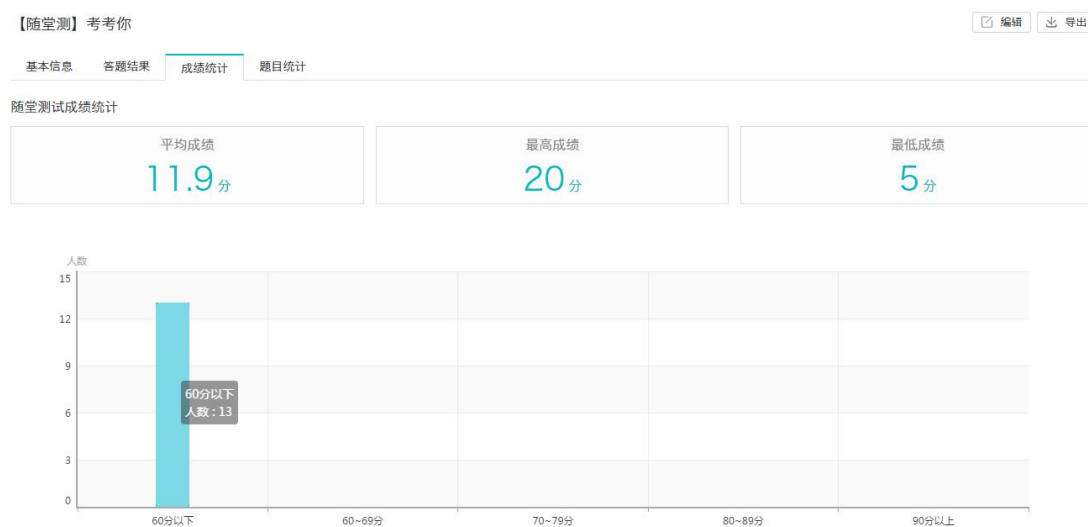 【随堂测】考考你
编辑
导出
基本信息 答题结果 成绩统计 题目统计
随堂测试成绩统计
平均成绩 最高成绩 最低成绩
11.9分 20分 5分
人数
15
12
9
60分以下
人数 : 13
6
3
0
60分以下 60~69分 70~79分 80~89分 90分以上